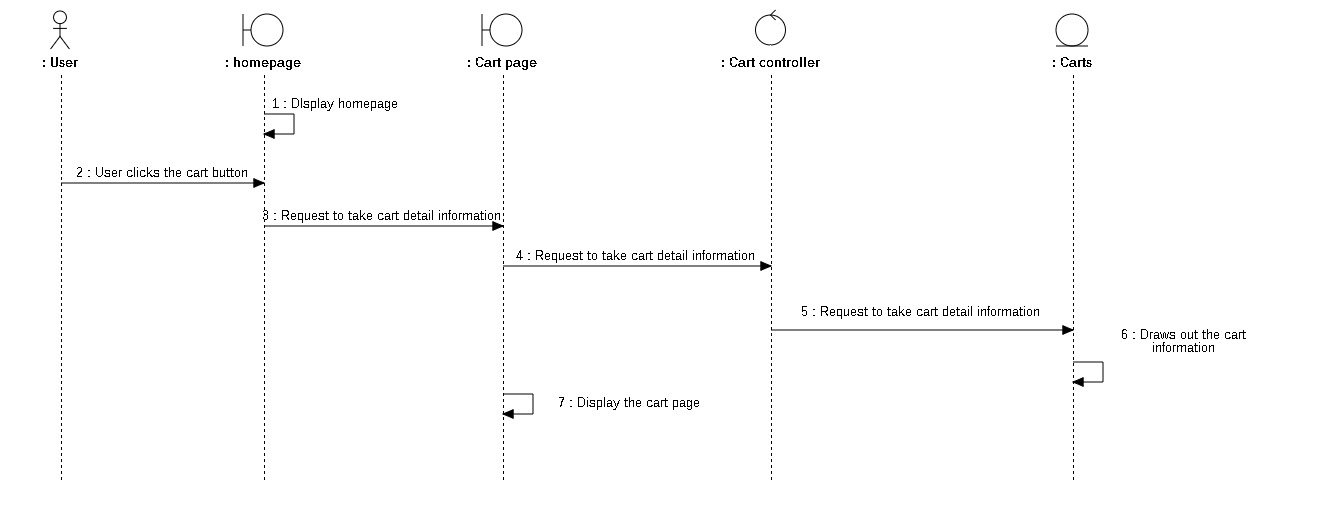 : User
: homepage
: Cart page
: Cart controller
: Carts
1 : DIsplay homepage
2 : User clicks the cart button
3 : Request to take cart detail information
4 : Request to take cart detail information
5 : Request to take cart detail information
6 : Draws out the cart
information
7 : Display the cart page